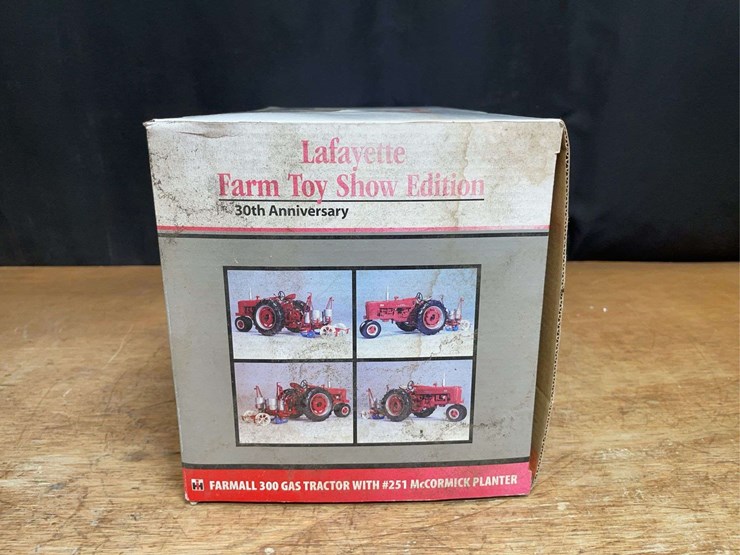 Lafayette
Farm Toy Show Edition
30th Anniversary
FARMALL 300 GAS TRACTOR WITH #251 McCORMICK PLANTER